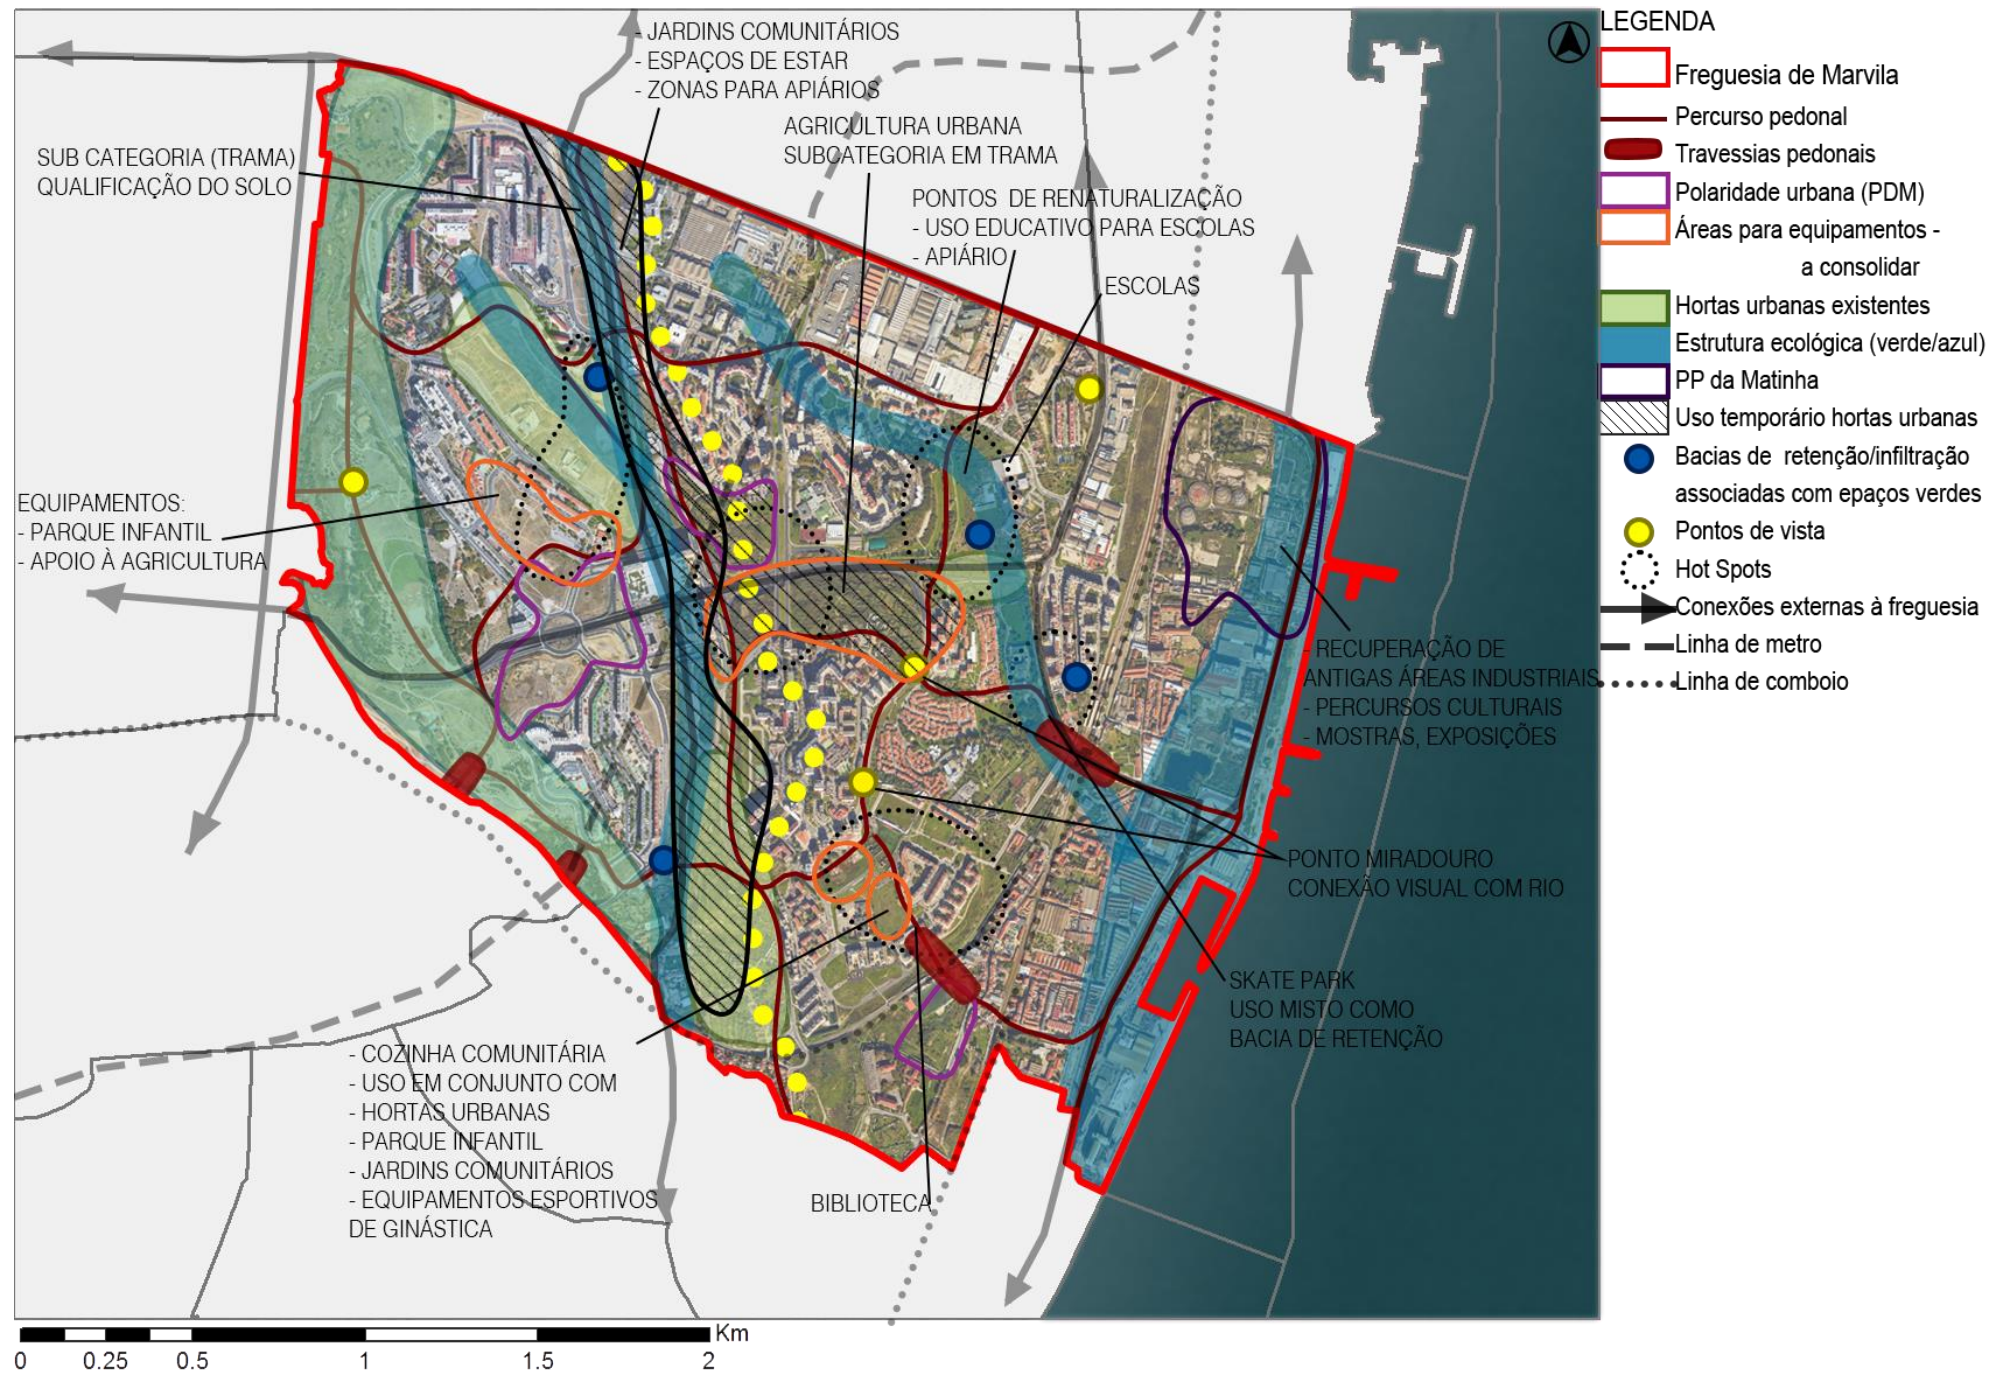 - JARDINS COMUNITÁRIOS
- ESPAÇOS DE ESTAR
- ZONAS PARA APIÁRIOS
AGRICULTURA URBANA
SUBCATEGORIA EM TRAMA
SUB CATEGORIA (TRAMA)
QUALIFICAÇÃO DO SOLO
PONTOS DE RENATURALIZAÇÃO
- USO EDUCATIVO PARA ESCOLAS
- APIÁRIO
ESCOLAS
EQUIPAMENTOS:
- PARQUE INFANTIL
- APOIO À AGRICULTURA
- RECUPERAÇÃO DE
ANTIGAS ÁREAS INDUSTRIAIS
- PERCURSOS CULTURAIS
- MOSTRAS, EXPOSIÇÕES
PONTO MIRADOURO
CONEXÃO VISUAL COM RIO
SKATE PARK
USO MISTO COMO
BACIA DE RETENÇÃO
- COZINHA COMUNITÁRIA
- USO EM CONJUNTO COM
- HORTAS URBANAS
- PARQUE INFANTIL
- JARDINS COMUNITÁRIOS
- EQUIPAMENTOS ESPORTIVOS
DE GINÁSTICA
BIBLIOTECA
LEGENDA
Freguesia de Marvila
Percurso pedonal
Travessias pedonais
Polaridade urbana (PDM)
Áreas para equipamentos -
a consolidar
Hortas urbanas existentes
Estrutura ecológica (verde/azul)
PP da Matinha
Uso temporário hortas urbanas
Bacias de retenção/infiltração
associadas com epaços verdes
Pontos de vista
Hot Spots
Conexões externas à freguesia
Linha de metro
Linha de comboio
Km
0 0.25 0.5 1 1.5 2